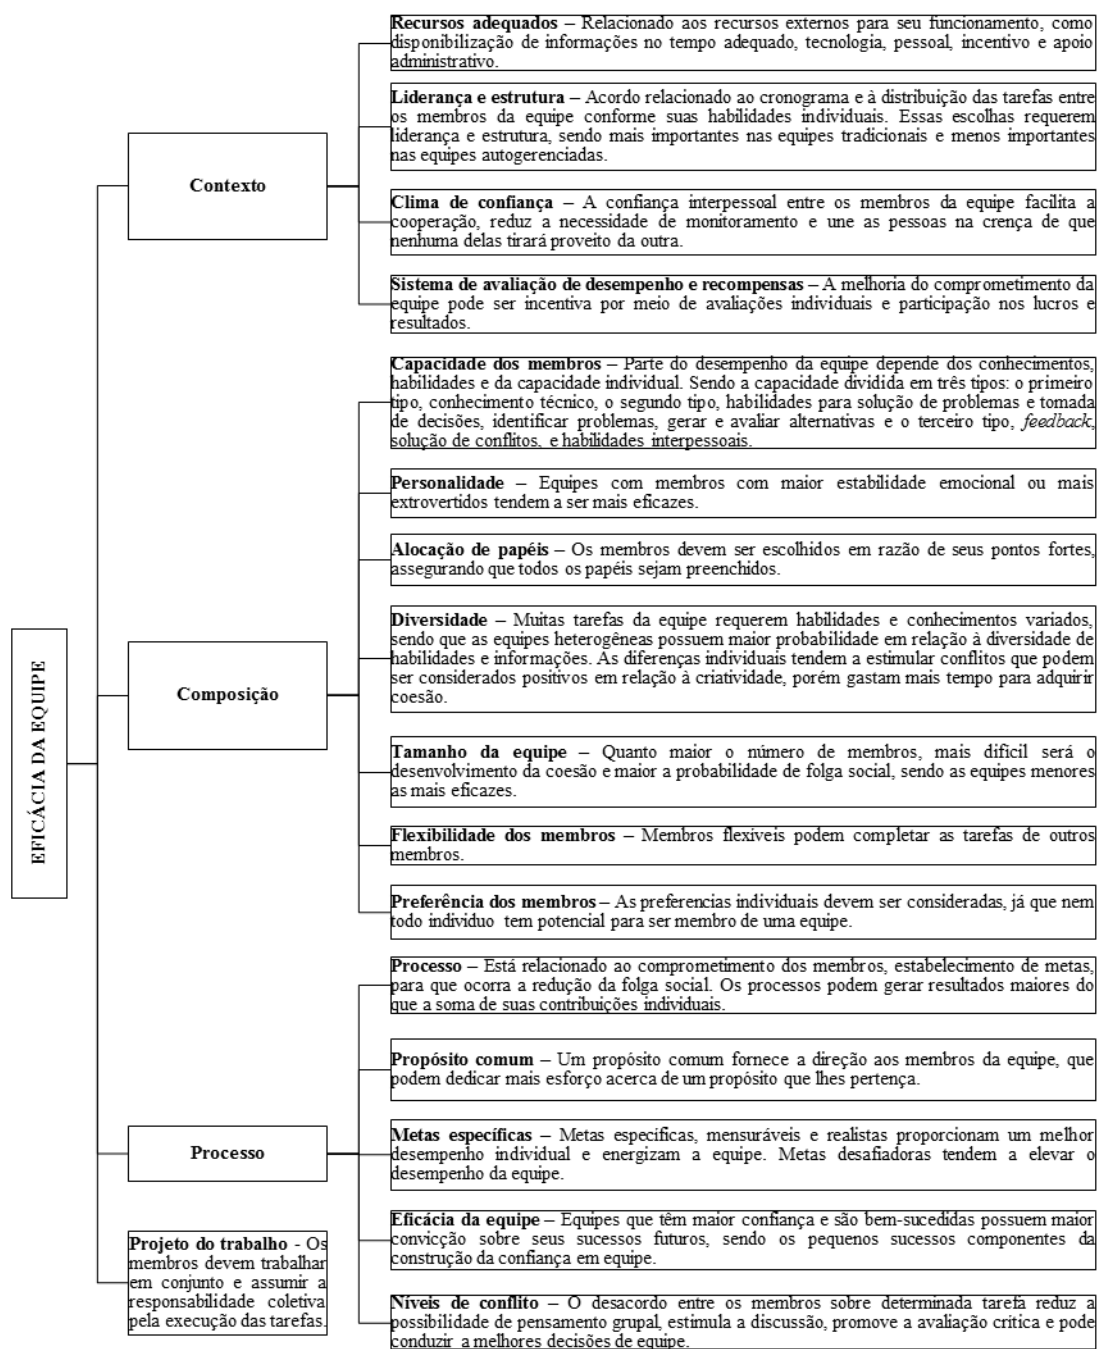 EFICÁCIA DA EQUIPE
Contexto
Recursos adequados – Relacionado aos recursos externos para seu funcionamento, como
disponibilização de informações no tempo adequado, tecnologia, pessoal, incentivo e apoio
administrativo.
Liderança e estrutura – Acordo relacionado ao cronograma e à distribuição das tarefas entre
os membros da equipe conforme suas habilidades individuais. Essas escolhas requerem
liderança e estrutura, sendo mais importantes nas equipes tradicionais e menos importantes
nas equipes autogerenciadas.
Clima de confiança – A confiança interpessoal entre os membros da equipe facilita a
cooperação, reduz a necessidade de monitoramento e une as pessoas na crença de que
nenhuma delas tirará proveito da outra.
Sistema de avaliação de desempenho e recompensas – A melhoria do comprometimento da
equipe pode ser incentiva por meio de avaliações individuais e participação nos lucros e
resultados.
Composição
Capacidade dos membros – Parte do desempenho da equipe depende dos conhecimentos,
habilidades e da capacidade individual. Sendo a capacidade dividida em três tipos: o primeiro
tipo, conhecimento técnico, o segundo tipo, habilidades para solução de problemas e tomada
de decisões, identificar problemas, gerar e avaliar alternativas e o terceiro tipo, feedback,
solução de conflitos, e habilidades interpessoais.
Personalidade – Equipes com membros com maior estabilidade emocional ou mais
extrovertidos tendem a ser mais eficazes.
Alocação de papéis – Os membros devem ser escolhidos em razão de seus pontos fortes,
assegurando que todos os papéis sejam preenchidos.
Diversidade – Muitas tarefas da equipe requerem habilidades e conhecimentos variados,
sendo que as equipes heterogêneas possuem maior probabilidade em relação à diversidade de
habilidades e informações. As diferenças individuais tendem a estimular conflitos que podem
ser considerados positivos em relação à criatividade, porém gastam mais tempo para adquirir
coesão.
Tamanho da equipe – Quanto maior o número de membros, mais difícil será o
desenvolvimento da coesão e maior a probabilidade de folga social, sendo as equipes menores
as mais eficazes.
Flexibilidade dos membros – Membros flexíveis podem completar as tarefas de outros
membros.
Preferência dos membros – As preferencias individuais devem ser consideradas, já que nem
todo individuo tem potencial para ser membro de uma equipe.
Processo
Processo – Está relacionado ao comprometimento dos membros, estabelecimento de metas,
para que ocorra a redução da folga social. Os processos podem gerar resultados maiores do
que a soma de suas contribuições individuais.
Propósito comum – Um propósito comum fornece a direção aos membros da equipe, que
podem dedicar mais esforço acerca de um propósito que lhes pertença.
Metas específicas – Metas especificas, mensuráveis e realistas proporcionam um melhor
desempenho individual e energizam a equipe. Metas desafiadoras tendem a elevar o
desempenho da equipe.
Eficácia da equipe – Equipes que têm maior confiança e são bem-sucedidas possuem maior
convicção sobre seus sucessos futuros, sendo os pequenos sucessos componentes da
construção da confiança em equipe.
Níveis de conflito – O desacordo entre os membros sobre determinada tarefa reduz a
possibilidade de pensamento grupal, estimula a discussão, promove a avaliação critica e pode
conduzir a melhores decisões de equipe.
Projeto do trabalho - Os
membros devem trabalhar
em conjunto e assumir a
responsabilidade coletiva
pela execução das tarefas.